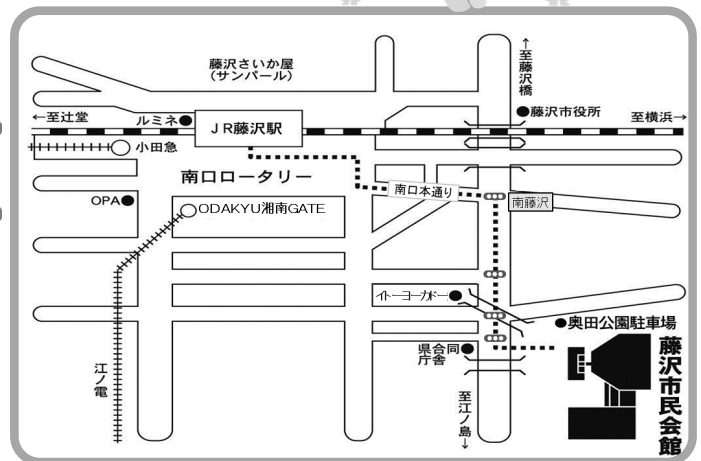 藤沢さいか屋
(サンパール)
↑至藤沢橋
←至辻堂
ルミネ
JR藤沢駅
藤沢市役所
至横浜→
小田急
南口ロータリー
南口本通り
OPA
ODAKYU湘南GATE
南藤沢
イトーヨーカドー
奥田公園駐車場
県合同
庁舎
江ノ電
至江ノ島↓
藤沢市民会館